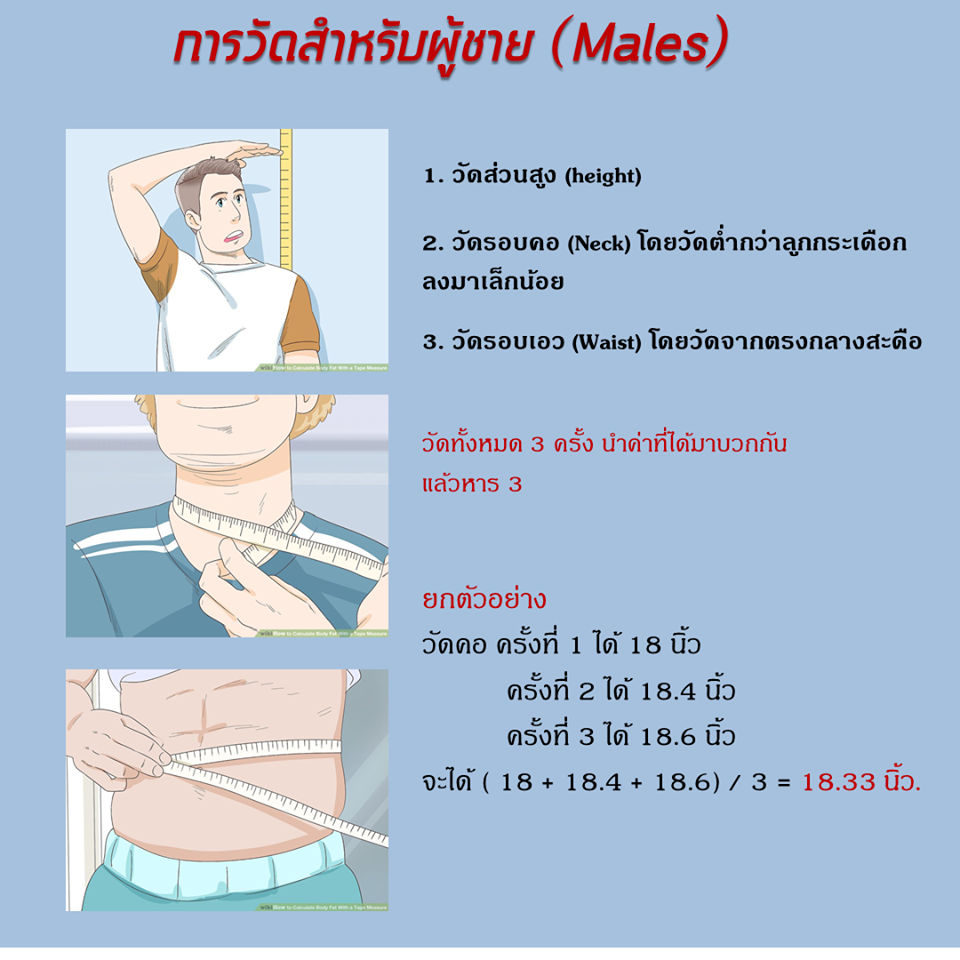 การวัดสำหรับผู้ชาย (Males)
1. วัดส่วนสูง (height)
2. วัดรอบคอ (Neck) โดยวัดต่ำกว่าลูกกระเดือก
ลงมาเล็กน้อย
3. วัดรอบเอว (Waist) โดยวัดจากตรงกลางสะดือ
วัดทั้งหมด 3 ครั้ง นำค่าที่ได้มาบวกกัน
แล้วหาร 3
ยกตัวอย่าง
วัดคอ ครั้งที่ 1 ได้ 18 นิ้ว
ครั้งที่ 2 ได้ 18.4 นิ้ว
ครั้งที่ 3 ได้ 18.6 นิ้ว
จะได้ ( 18 + 18.4 + 18.6) / 3 = 18.33 นิ้ว.
wikiHow to Calculate Body Fat With a Tape Measure
wikiHow to Calculate Body Fat With a Tape Measure
wikiHow to Calculate Body Fat With a Tape Measure